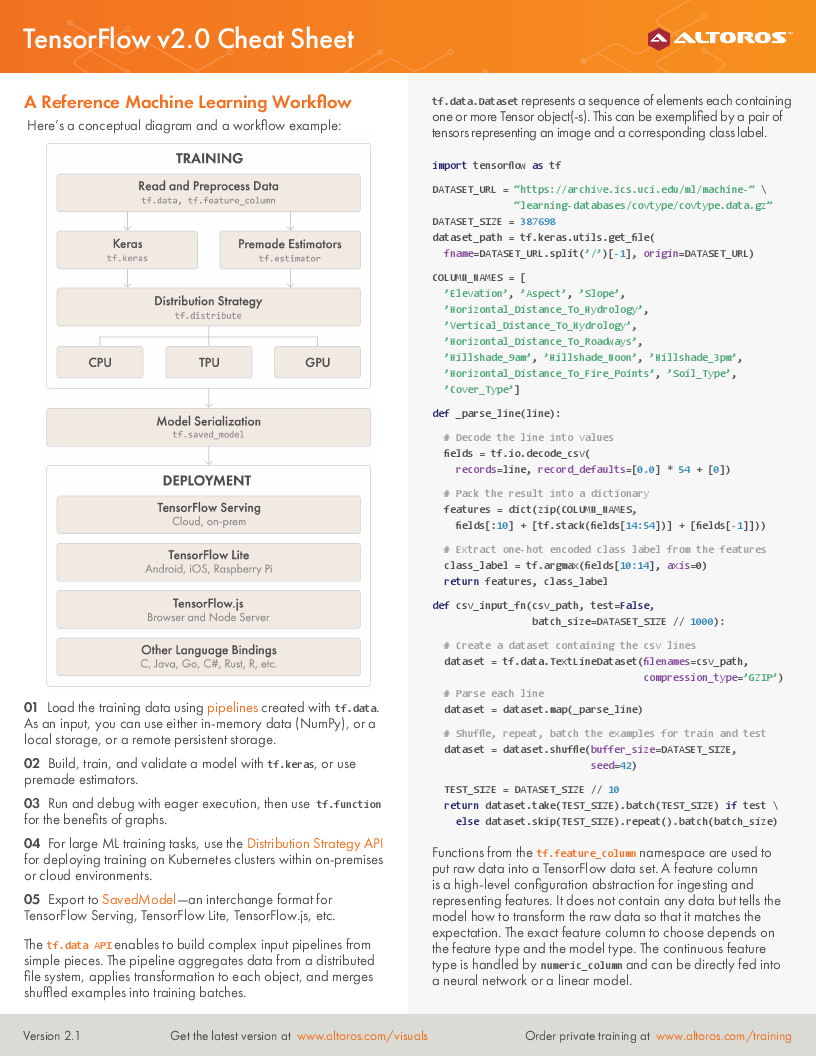 TensorFlow v2.0 Cheat Sheet
ALTOROS™
A Reference Machine Learning Workflow
Here's a conceptual diagram and a workflow example:
TRAINING
Read and Preprocess Data
tf.data, tf.feature_column
Keras
tf.keras
Premade Estimators
tf.estimator
Distribution Strategy
tf.distribute
CPU
TPU
GPU
Model Serialization
tf.saved_model
DEPLOYMENT
TensorFlow Serving
Cloud, on-prem
TensorFlow Lite
Android, iOS, Raspberry Pi
TensorFlow.js
Browser and Node Server
Other Language Bindings
C, Java, Go, C#, Rust, R, etc.
01 Load the training data using pipelines created with tf.data.
As an input, you can use either in-memory data (NumPy), or a
local storage, or a remote persistent storage.
02 Build, train, and validate a model with tf.keras, or use
premade estimators.
03 Run and debug with eager execution, then use tf.function
for the benefits of graphs.
04 For large ML training tasks, use the Distribution Strategy API
for deploying training on Kubernetes clusters within on-premises
or cloud environments.
05 Export to SavedModel—an interchange format for
TensorFlow Serving, TensorFlow Lite, TensorFlow.js, etc.
The tf.data API enables to build complex input pipelines from
simple pieces. The pipeline aggregates data from a distributed
file system, applies transformation to each object, and merges
shuffled examples into training batches.
tf.data.Dataset represents a sequence of elements each containing
one or more Tensor object(-s). This can be exemplified by a pair of
tensors representing an image and a corresponding class label.
import tensorflow as tf
DATASET_URL = “https://archive.ics.uci.edu/ml/machine-” \
“learning-databases/covtype/covtype.data.gz”
DATASET_SIZE = 387698
dataset_path = tf.keras.utils.get_file(
fname=DATASET_URL.split(’/’)[-1], origin=DATASET_URL)
COLUMN_NAMES = [
’Elevation’, ’Aspect’, ’Slope’,
’Horizontal_Distance_To_Hydrology’,
’Vertical_Distance_To_Hydrology’,
’Horizontal_Distance_To_Roadways’,
’Hillshade_9am’, ’Hillshade_Noon’, ’Hillshade_3pm’,
’Horizontal_Distance_To_Fire_Points’, ’Soil_Type’,
’Cover_Type’]
def _parse_line(line):
# Decode the line into values
fields = tf.io.decode_csv(
records=line, record_defaults=[0.0] * 54 + [0])
# Pack the result into a dictionary
features = dict(zip(COLUMN_NAMES,
fields[:10] + [tf.stack(fields[14:54])] + [fields[-1]]))
# Extract one-hot encoded class label from the features
class_label = tf.argmax(fields[10:14], axis=0)
return features, class_label
def csv_input_fn(csv_path, test=False,
batch_size=DATASET_SIZE // 1000):
# Create a dataset containing the csv lines
dataset = tf.data.TextLineDataset(filenames=csv_path,
compression_type=’GZIP’)
# Parse each line
dataset = dataset.map(_parse_line)
# Shuffle, repeat, batch the examples for train and test
dataset = dataset.shuffle(buffer_size=DATASET_SIZE,
seed=42)
TEST_SIZE = DATASET_SIZE // 10
return dataset.take(TEST_SIZE).batch(TEST_SIZE) if test \
else dataset.skip(TEST_SIZE).repeat().batch(batch_size)
Functions from the tf.feature_column namespace are used to
put raw data into a TensorFlow data set. A feature column
is a high-level configuration abstraction for ingesting and
representing features. It does not contain any data but tells the
model how to transform the raw data so that it matches the
expectation. The exact feature column to choose depends on
the feature type and the model type. The continuous feature
type is handled by numeric_column and can be directly fed into
a neural network or a linear model.
Version 2.1
Get the latest version at www.altoros.com/visuals
Order private training at www.altoros.com/training